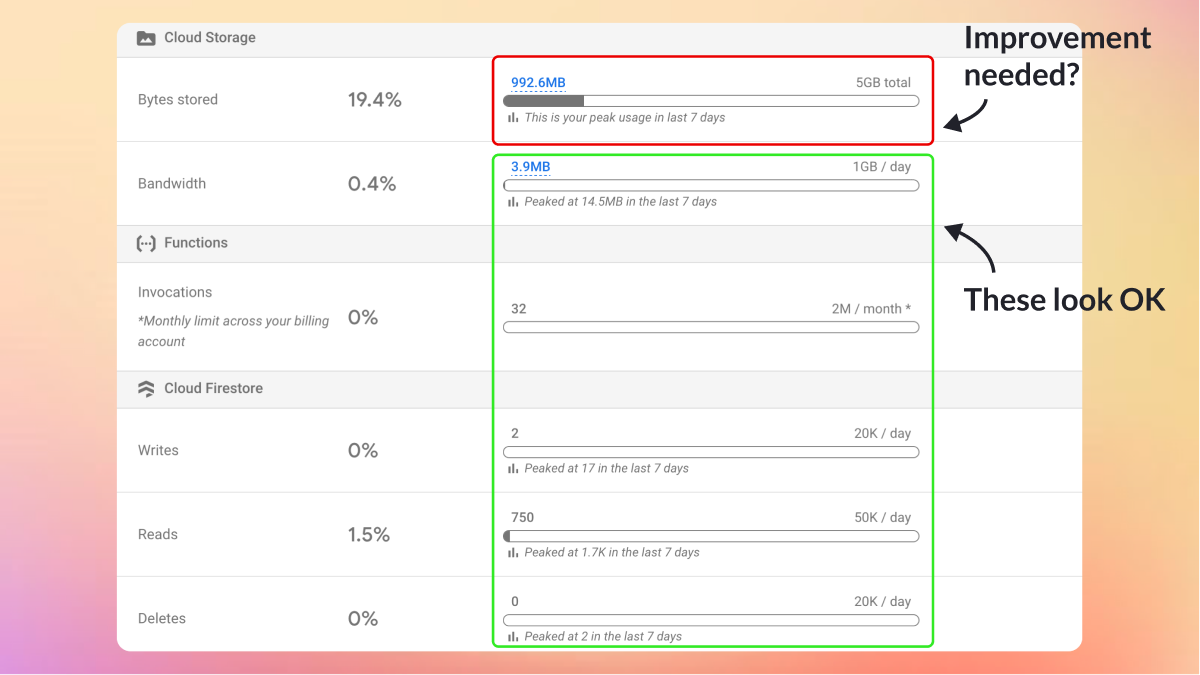 Cloud Storage
Improvement
needed?
Bytes stored
19.4%
992.6MB
5GB total
This is your peak usage in last 7 days
Bandwidth
0.4%
3.9MB
1GB / day
Peaked at 14.5MB in the last 7 days
Functions
These look OK
Invocations
*Monthly limit across your billing
account
0%
32
2M / month *
Cloud Firestore
Writes
0%
2
20K / day
Peaked at 17 in the last 7 days
Reads
1.5%
750
50K / day
Peaked at 1.7K in the last 7 days
Deletes
0%
0
20K / day
Peaked at 2 in the last 7 days